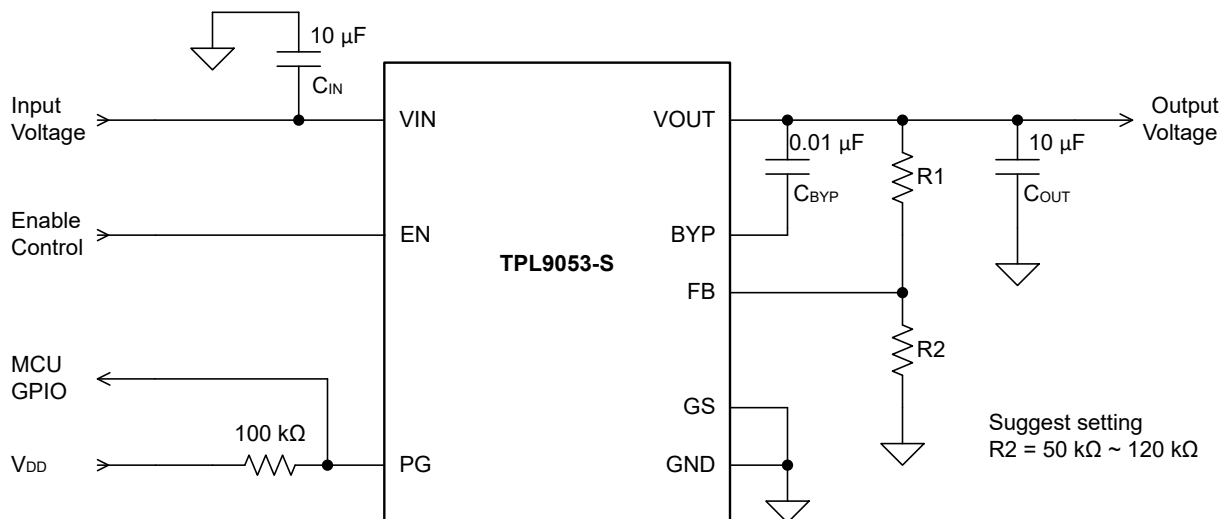 10 µF
CIN
Input
Voltage
VIN
VOUT
Output
Voltage
0.01 µF
CBYP
R1
10 µF
COUT
Enable
Control
EN
BYP
TPL9053-S
FB
MCU
GPIO
R2
GS
Suggest setting
R2 = 50 kΩ ~ 120 kΩ
100 kΩ
VDD
PG
GND